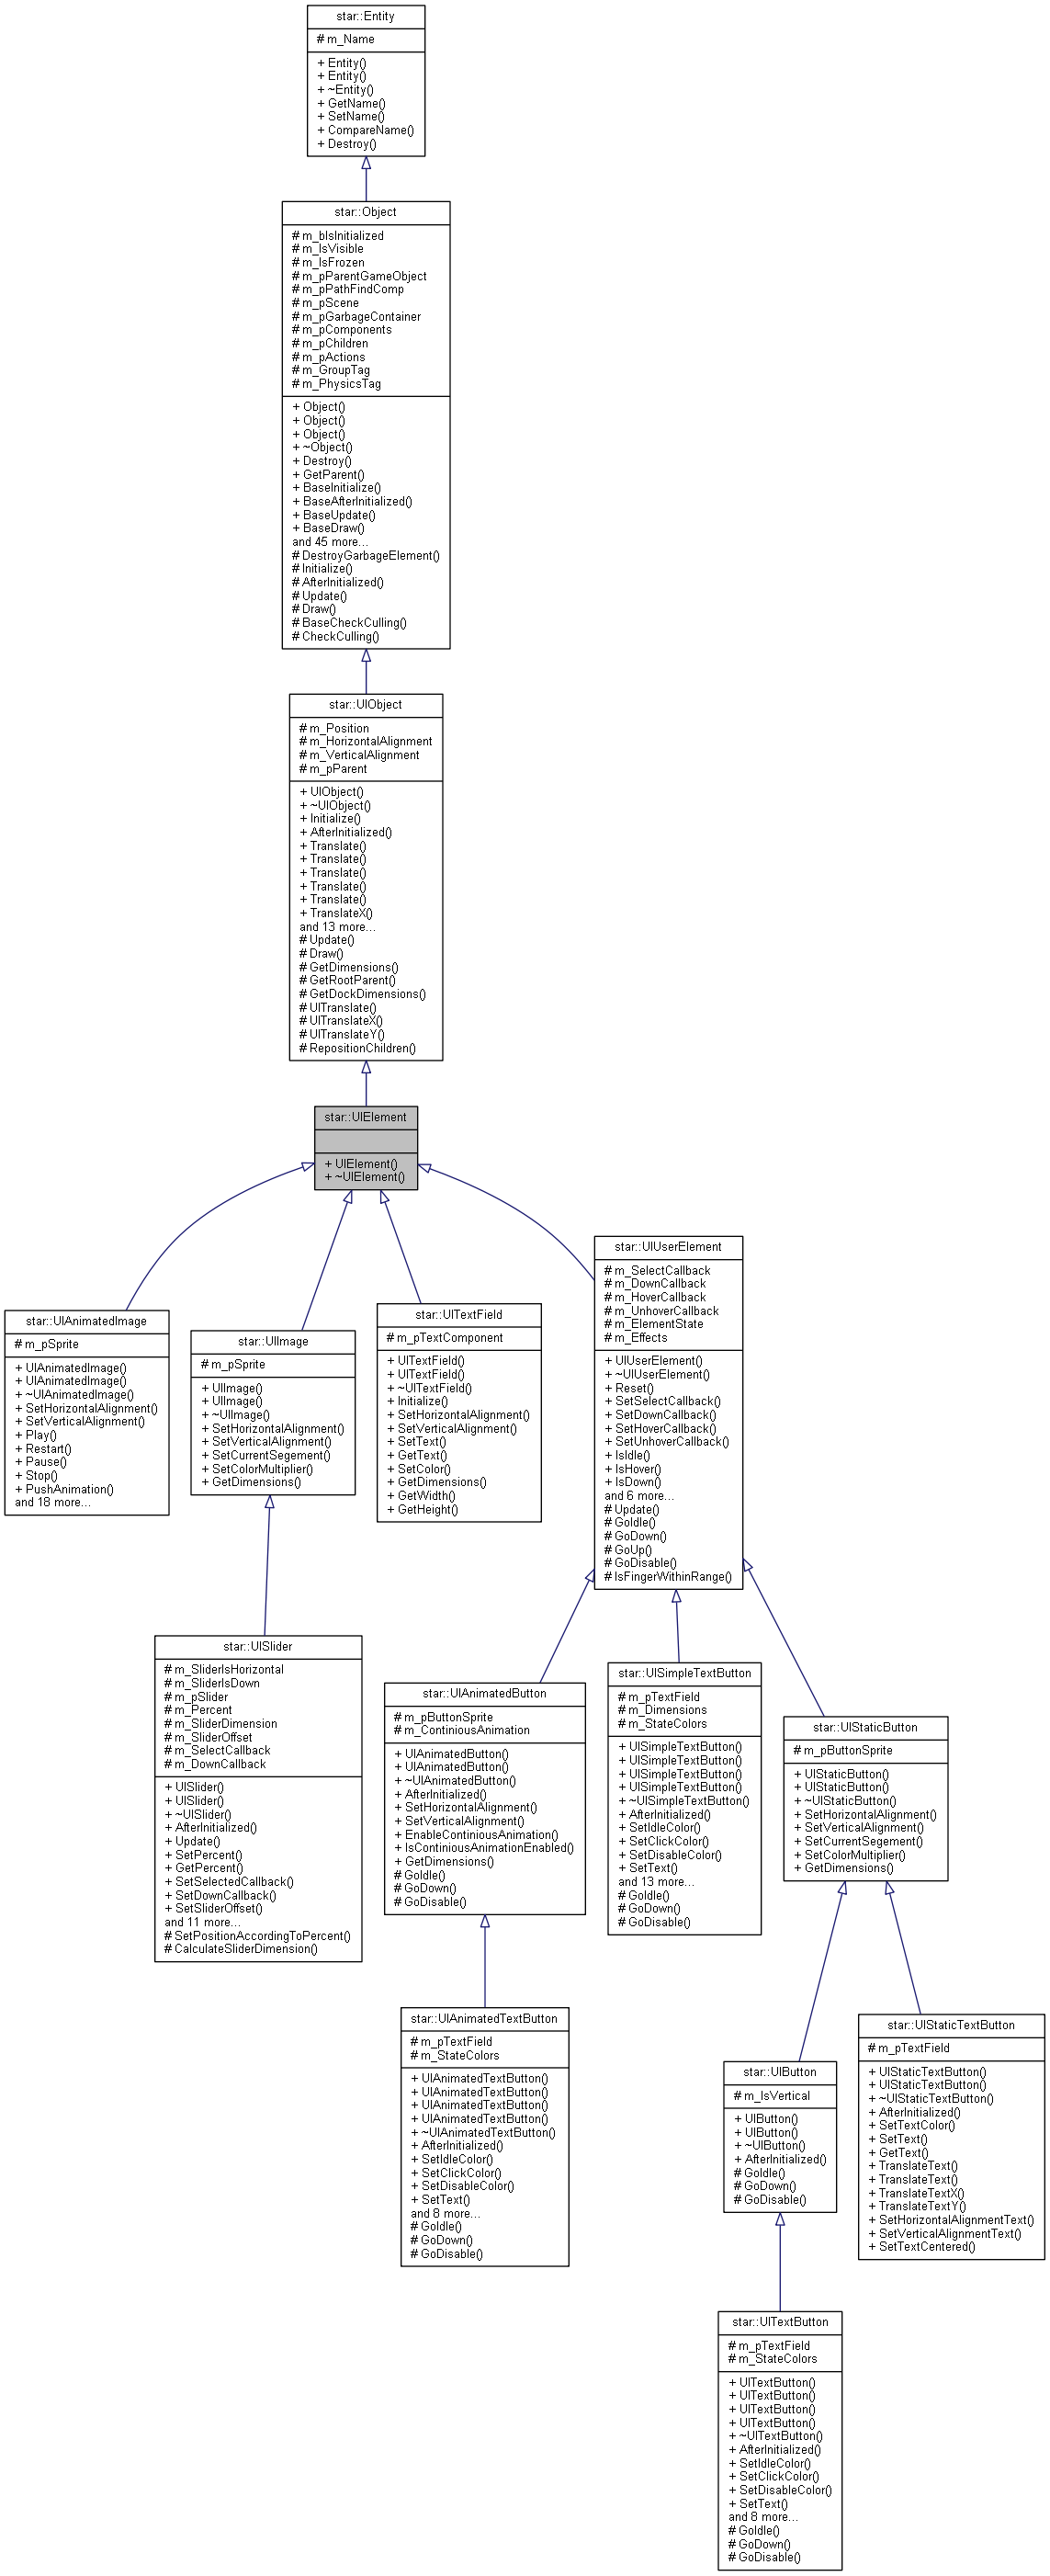 star::Entity
# m_Name
+ Entity()
+ Entity()
+ ~Entity()
+ GetName()
+ SetName()
+ CompareName()
+ Destroy()
star::Object
# m_bIsInitialized
# m_IsVisible
# m_IsFrozen
# m_pParentGameObject
# m_pPathFindComp
# m_pScene
# m_pGarbageContainer
# m_pComponents
# m_pChildren
# m_pActions
# m_GroupTag
# m_PhysicsTag
+ Object()
+ Object()
+ Object()
+ ~Object()
+ Destroy()
+ GetParent()
+ BaseInitialize()
+ BaseAfterInitialized()
+ BaseUpdate()
+ BaseDraw()
and 45 more...
# DestroyGarbageElement()
# Initialize()
# AfterInitialized()
# Update()
# Draw()
# BaseCheckCulling()
# CheckCulling()
star::UIObject
# m_Position
# m_HorizontalAlignment
# m_VerticalAlignment
# m_pParent
+ UIObject()
+ ~UIObject()
+ Initialize()
+ AfterInitialized()
+ Translate()
+ Translate()
+ Translate()
+ Translate()
+ Translate()
+ TranslateX()
and 13 more...
# Update()
# Draw()
# GetDimensions()
# GetRootParent()
# GetDockDimensions()
# UITranslate()
# UITranslateX()
# UITranslateY()
# RepositionChildren()
star::UIElement
+ UIElement()
+ ~UIElement()
star::UIAnimatedImage
# m_pSprite
+ UIAnimatedImage()
+ UIAnimatedImage()
+ ~UIAnimatedImage()
+ SetHorizontalAlignment()
+ SetVerticalAlignment()
+ Play()
+ Restart()
+ Pause()
+ Stop()
+ PushAnimation()
and 18 more...
star::UIImage
# m_pSprite
+ UIImage()
+ UIImage()
+ ~UIImage()
+ SetHorizontalAlignment()
+ SetVerticalAlignment()
+ SetCurrentSegement()
+ SetColorMultiplier()
+ GetDimensions()
star::UITextField
# m_pTextComponent
+ UITextField()
+ UITextField()
+ ~UITextField()
+ Initialize()
+ SetHorizontalAlignment()
+ SetVerticalAlignment()
+ SetText()
+ GetText()
+ SetColor()
+ GetDimensions()
+ GetWidth()
+ GetHeight()
star::UIUserElement
# m_SelectCallback
# m_DownCallback
# m_HoverCallback
# m_UnhoverCallback
# m_ElementState
# m_Effects
+ UIUserElement()
+ ~UIUserElement()
+ Reset()
+ SetSelectCallback()
+ SetDownCallback()
+ SetHoverCallback()
+ SetUnhoverCallback()
+ IsIdle()
+ IsHover()
+ IsDown()
and 6 more...
# Update()
# GoIdle()
# GoDown()
# GoUp()
# GoDisable()
# IsFingerWithinRange()
star::UISlider
# m_SliderIsHorizontal
# m_SliderIsDown
# m_pSlider
# m_Percent
# m_SliderDimension
# m_SliderOffset
# m_SelectCallback
# m_DownCallback
+ UISlider()
+ UISlider()
+ ~UISlider()
+ AfterInitialized()
+ Update()
+ SetPercent()
+ GetPercent()
+ SetSelectedCallback()
+ SetDownCallback()
+ SetSliderOffset()
and 11 more...
# SetPositionAccordingToPercent()
# CalculateSliderDimension()
star::UIAnimatedButton
# m_pButtonSprite
# m_ContiniousAnimation
+ UIAnimatedButton()
+ UIAnimatedButton()
+ ~UIAnimatedButton()
+ AfterInitialized()
+ SetHorizontalAlignment()
+ SetVerticalAlignment()
+ EnableContiniousAnimation()
+ IsContiniousAnimationEnabled()
+ GetDimensions()
# GoIdle()
# GoDown()
# GoDisable()
star::UISimpleTextButton
# m_pTextField
# m_Dimensions
# m_StateColors
+ UISimpleTextButton()
+ UISimpleTextButton()
+ UISimpleTextButton()
+ UISimpleTextButton()
+ ~UISimpleTextButton()
+ AfterInitialized()
+ SetIdleColor()
+ SetClickColor()
+ SetDisableColor()
+ SetText()
and 13 more...
# GoIdle()
# GoDown()
# GoDisable()
star::UIStaticButton
# m_pButtonSprite
+ UIStaticButton()
+ UIStaticButton()
+ ~UIStaticButton()
+ SetHorizontalAlignment()
+ SetVerticalAlignment()
+ SetCurrentSegement()
+ SetColorMultiplier()
+ GetDimensions()
star::UIAnimatedTextButton
# m_pTextField
# m_StateColors
+ UIAnimatedTextButton()
+ UIAnimatedTextButton()
+ UIAnimatedTextButton()
+ UIAnimatedTextButton()
+ ~UIAnimatedTextButton()
+ AfterInitialized()
+ SetIdleColor()
+ SetClickColor()
+ SetDisableColor()
+ SetText()
and 8 more...
# GoIdle()
# GoDown()
# GoDisable()
star::UIButton
# m_IsVertical
+ UIButton()
+ UIButton()
+ ~UIButton()
+ AfterInitialized()
# GoIdle()
# GoDown()
# GoDisable()
star::UIStaticTextButton
# m_pTextField
+ UIStaticTextButton()
+ UIStaticTextButton()
+ ~UIStaticTextButton()
+ AfterInitialized()
+ SetTextColor()
+ SetText()
+ GetText()
+ TranslateText()
+ TranslateText()
+ TranslateTextX()
+ TranslateTextY()
+ SetHorizontalAlignmentText()
+ SetVerticalAlignmentText()
+ SetTextCentered()
star::UITextButton
# m_pTextField
# m_StateColors
+ UITextButton()
+ UITextButton()
+ UITextButton()
+ UITextButton()
+ ~UITextButton()
+ AfterInitialized()
+ SetIdleColor()
+ SetClickColor()
+ SetDisableColor()
+ SetText()
and 8 more...
# GoIdle()
# GoDown()
# GoDisable()